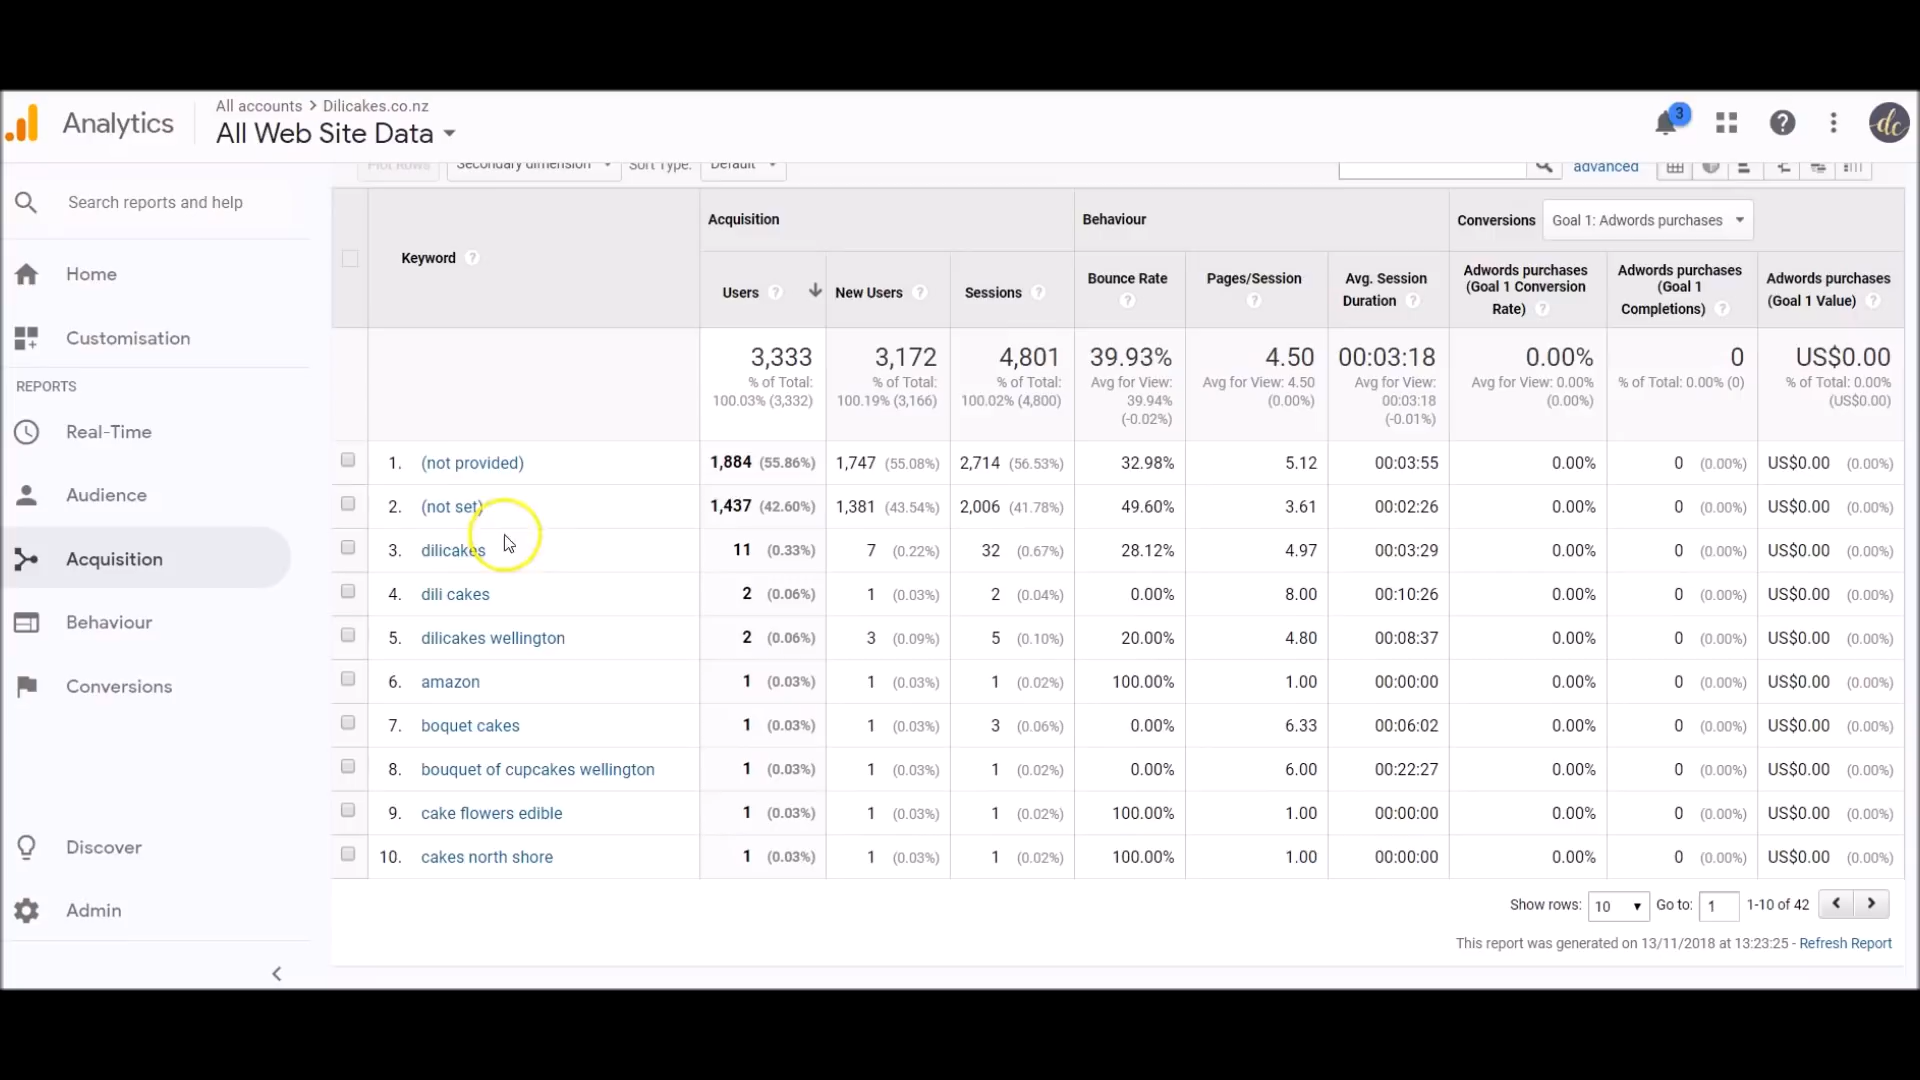 All accounts > Dilicakes.co.nz
Analytics
All Web Site Data
3
dc
Plot Rows Secondary dimension Sort Type: Default advanced
Search reports and help
Home
Customisation
REPORTS
Real-Time
Audience
Acquisition
Behaviour
Conversions
Discover
Admin
Keyword
Acquisition Behaviour Conversions Goal 1: Adwords purchases
Users New Users Sessions Bounce Rate Pages/Session Avg. Session Duration Adwords purchases (Goal 1 Conversion Rate) Adwords purchases (Goal 1 Completions) Adwords purchases (Goal 1 Value)
3,333 3,172 4,801 39.93% 4.50 00:03:18 0.00% 0 US$0.00
% of Total: 100.03% (3,332) % of Total: 100.19% (3,166) % of Total: 100.02% (4,800) Avg for View: 39.94% (-0.02%) Avg for View: 4.50 (0.00%) Avg for View: 00:03:18 (-0.01%) Avg for View: 0.00% (0.00%) % of Total: 0.00% (0) % of Total: 0.00% (US$0.00)
1. (not provided) 1,884 (55.86%) 1,747 (55.08%) 2,714 (56.53%) 32.98% 5.12 00:03:55 0.00% 0 (0.00%) US$0.00 (0.00%)
2. (not set) 1,437 (42.60%) 1,381 (43.54%) 2,006 (41.78%) 49.60% 3.61 00:02:26 0.00% 0 (0.00%) US$0.00 (0.00%)
3. dilicakes 11 (0.33%) 7 (0.22%) 32 (0.67%) 28.12% 4.97 00:03:29 0.00% 0 (0.00%) US$0.00 (0.00%)
4. dili cakes 2 (0.06%) 1 (0.03%) 2 (0.04%) 0.00% 8.00 00:10:26 0.00% 0 (0.00%) US$0.00 (0.00%)
5. dilicakes wellington 2 (0.06%) 3 (0.09%) 5 (0.10%) 20.00% 4.80 00:08:37 0.00% 0 (0.00%) US$0.00 (0.00%)
6. amazon 1 (0.03%) 1 (0.03%) 1 (0.02%) 100.00% 1.00 00:00:00 0.00% 0 (0.00%) US$0.00 (0.00%)
7. boquet cakes 1 (0.03%) 1 (0.03%) 3 (0.06%) 0.00% 6.33 00:06:02 0.00% 0 (0.00%) US$0.00 (0.00%)
8. bouquet of cupcakes wellington 1 (0.03%) 1 (0.03%) 1 (0.02%) 0.00% 6.00 00:22:27 0.00% 0 (0.00%) US$0.00 (0.00%)
9. cake flowers edible 1 (0.03%) 1 (0.03%) 1 (0.02%) 100.00% 1.00 00:00:00 0.00% 0 (0.00%) US$0.00 (0.00%)
10. cakes north shore 1 (0.03%) 1 (0.03%) 1 (0.02%) 100.00% 1.00 00:00:00 0.00% 0 (0.00%) US$0.00 (0.00%)
Show rows: 10 Go to: 1 1-10 of 42
This report was generated on 13/11/2018 at 13:23:25 - Refresh Report